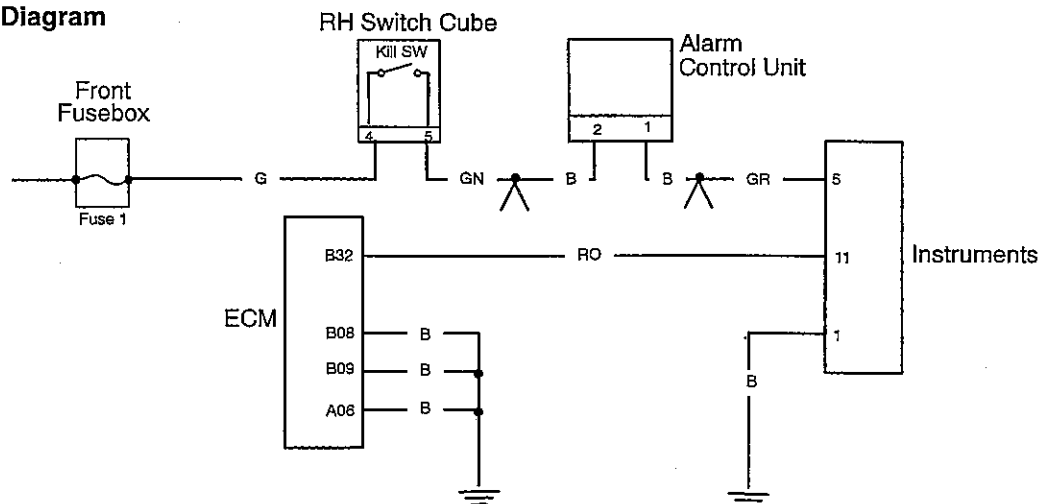 Diagram
RH Switch Cube
Kill SW
4 5
Alarm
Control Unit
2 1
Front
Fusebox
Fuse 1
G
GN
B
B
GR
5
Instruments
ECM
B32
RO
11
B08
B
1
B09
B
B
A06
B